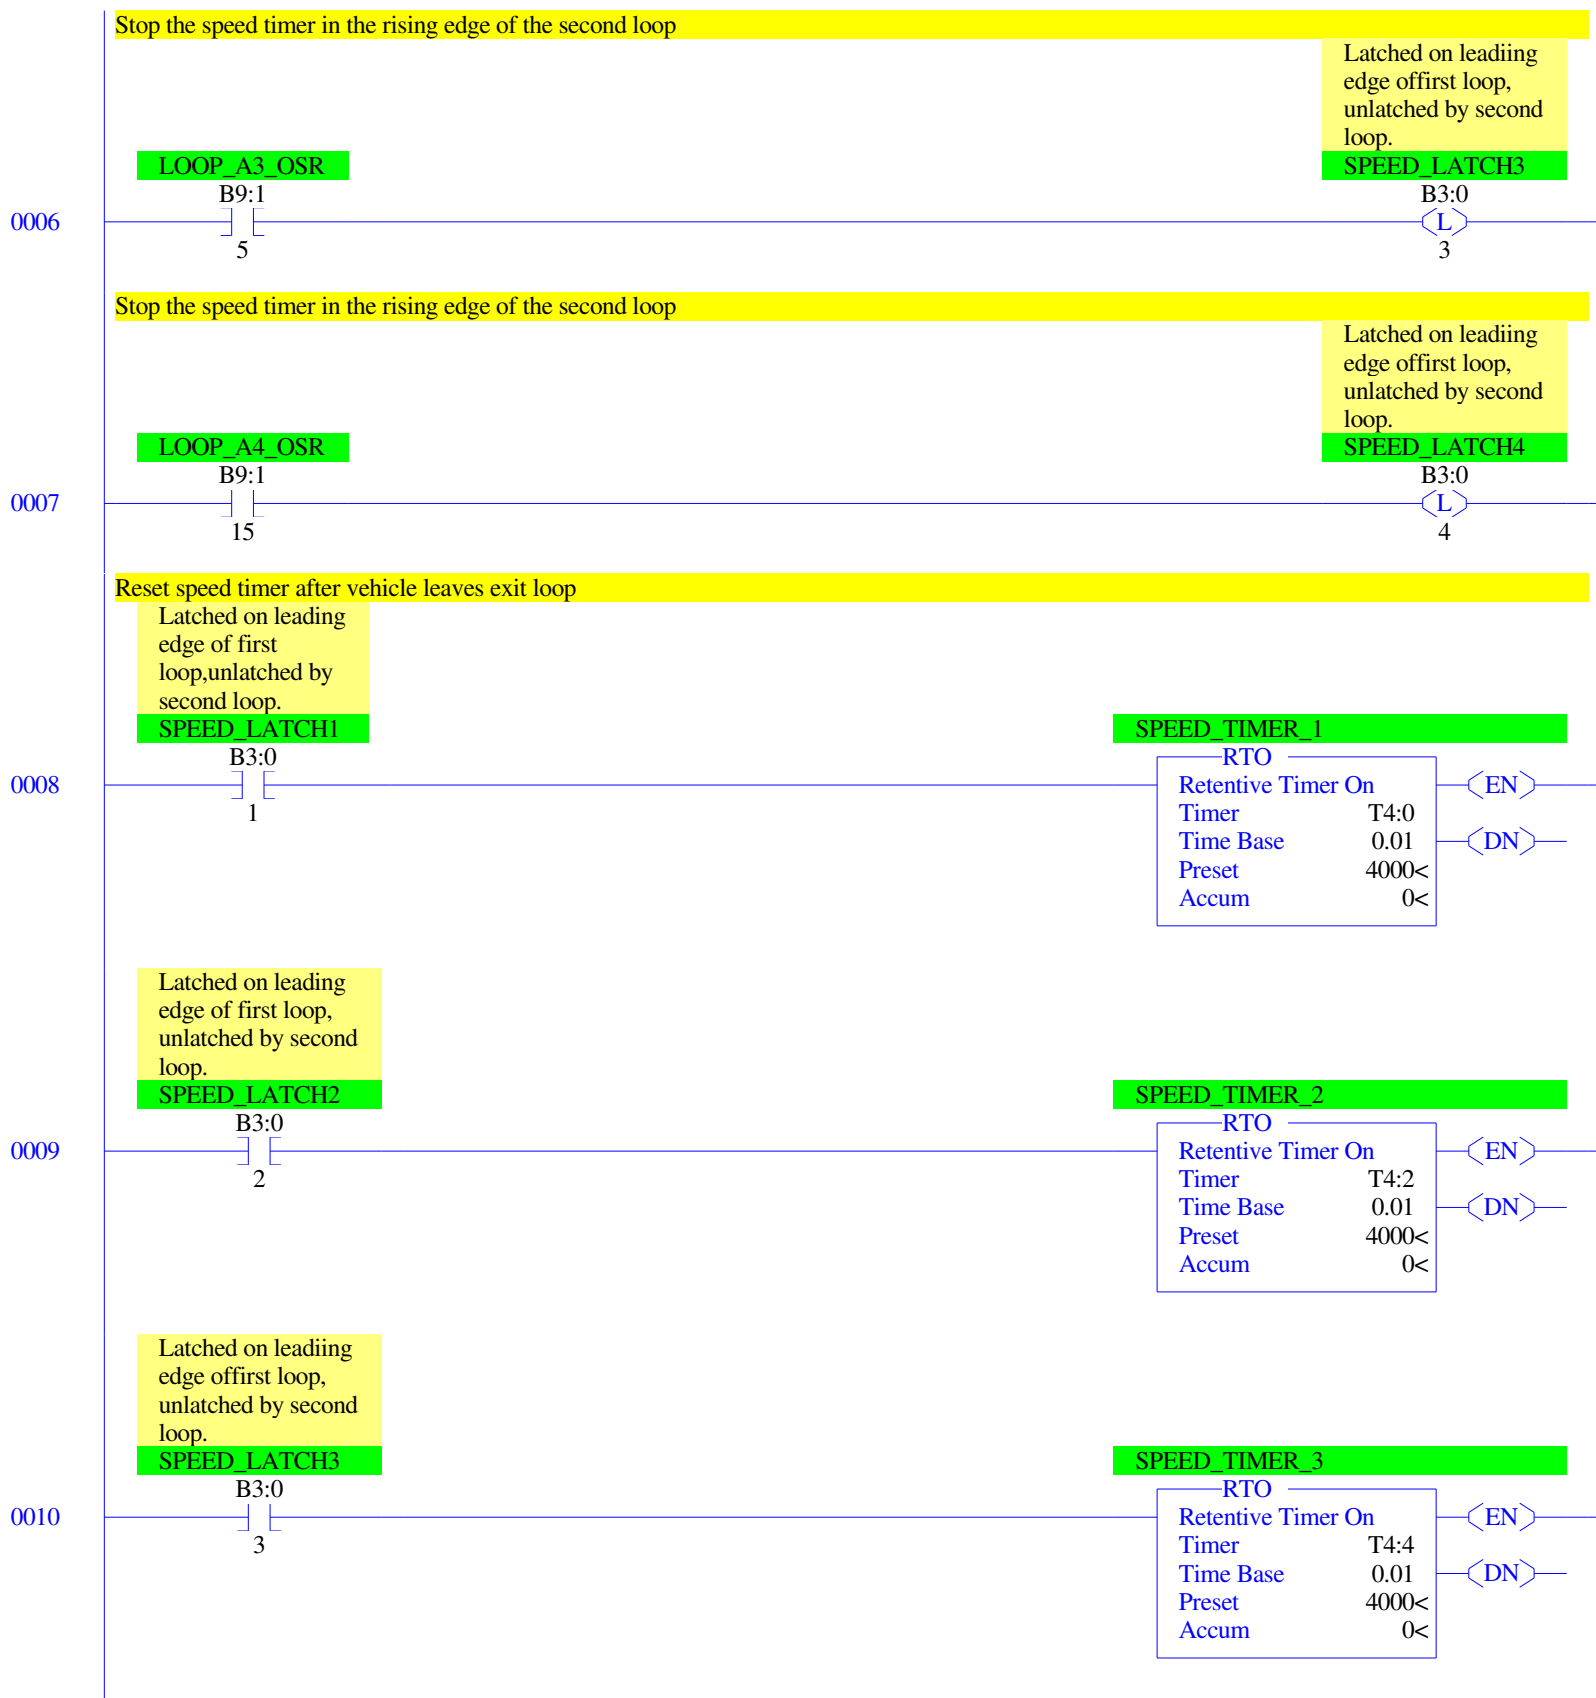 Stop the speed timer in the rising edge of the second loop
Latched on leadiing
edge offirst loop,
unlatched by second
loop.
LOOP_A3_OSR
SPEED_LATCH3
B9:1
B3:0
0006
L
5
3
Stop the speed timer in the rising edge of the second loop
Latched on leadiing
edge offirst loop,
unlatched by second
loop.
LOOP_A4_OSR
SPEED_LATCH4
B9:1
B3:0
0007
L
15
4
Reset speed timer after vehicle leaves exit loop
Latched on leading
edge of first
loop,unlatched by
second loop.
SPEED_LATCH1
SPEED_TIMER_1
B3:0
RTO
0008
Retentive Timer On
EN
1
Timer T4:0
Time Base 0.01
DN
Preset 4000<
Accum 0<
Latched on leading
edge of first loop,
unlatched by second
loop.
SPEED_LATCH2
SPEED_TIMER_2
B3:0
RTO
0009
Retentive Timer On
EN
2
Timer T4:2
Time Base 0.01
DN
Preset 4000<
Accum 0<
Latched on leadiing
edge offirst loop,
unlatched by second
loop.
SPEED_LATCH3
SPEED_TIMER_3
B3:0
RTO
0010
Retentive Timer On
EN
3
Timer T4:4
Time Base 0.01
DN
Preset 4000<
Accum 0<